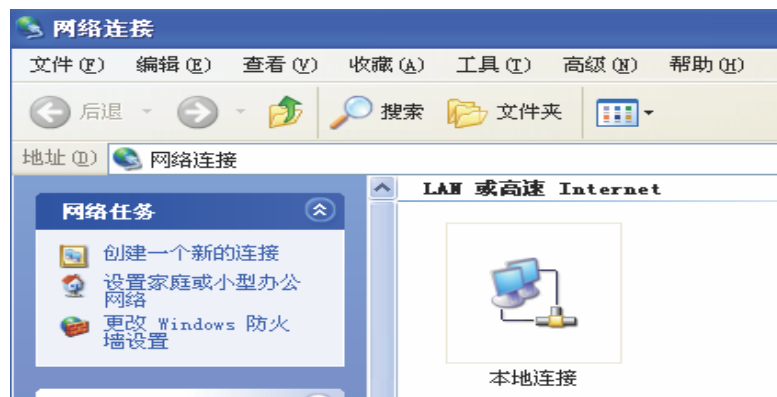 网络连接
文件(F) 编辑(E) 查看(V) 收藏(A) 工具(T) 高级(N) 帮助(H)
后退 搜索 文件夹
地址(D) 网络连接
网络任务
创建一个新的连接
设置家庭或小型办公
网络
更改 Windows 防火
墙设置
LAN 或高速 Internet
本地连接